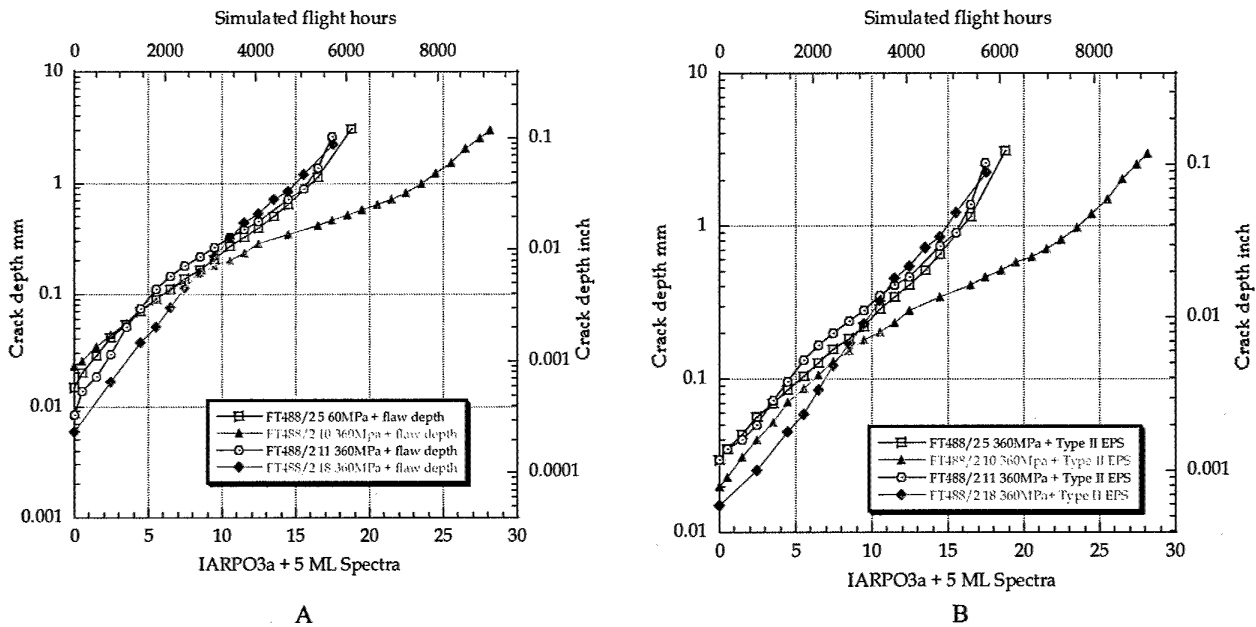 Simulated flight hours
0 2000 4000 6000 8000
10
1
0.1
0.01
0.001
Crack depth mm
0.1
0.01
0.001
0.0001
Crack depth inch
FT488/2 5 60MPa + flaw depth
FT488/2 10 360Mpa + flaw depth
FT488/2 11 360MPa + flaw depth
FT488/2 18 360MPa + flaw depth
0 5 10 15 20 25 30
IARPO3a + 5 ML Spectra
A
Simulated flight hours
0 2000 4000 6000 8000
10
1
0.1
0.01
Crack depth mm
0.1
0.01
0.001
Crack depth inch
FT488/2 5 360MPa + Type II EPS
FT488/2 10 360MPa + Type II EPS
FT488/2 11 360MPa + Type II EPS
FT488/2 18 360MPa+ Type II EPS
0 5 10 15 20 25 30
IARPO3a + 5 ML Spectra
B